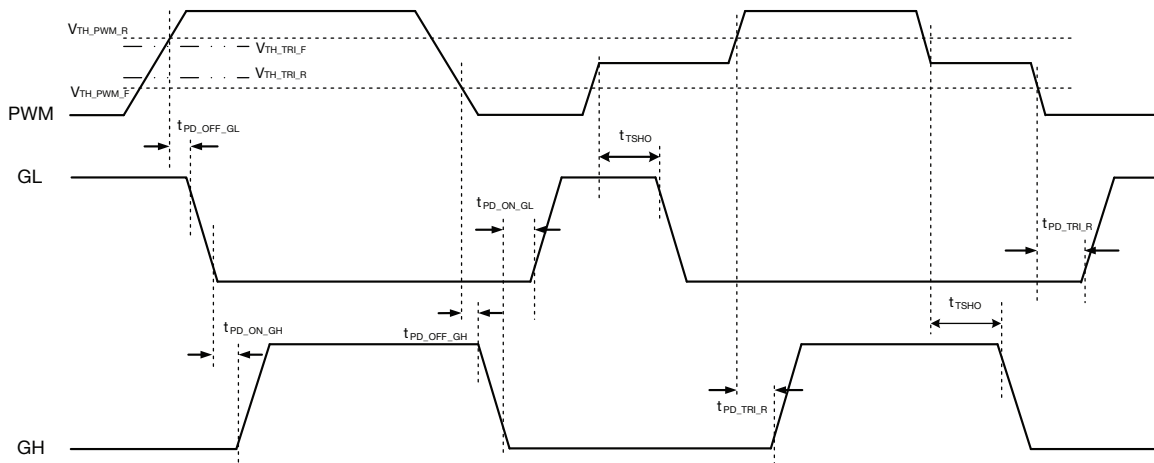 VTH_PWM_R
VTH_TRI_F
VTH_TRI_R
VTH_PWM_F
PWM
tPD_OFF_GL
tTSHO
GL
tPD_ON_GL
tPD_TRI_R
tTSHO
tPD_ON_GH
tPD_OFF_GH
tPD_TRI_R
GH